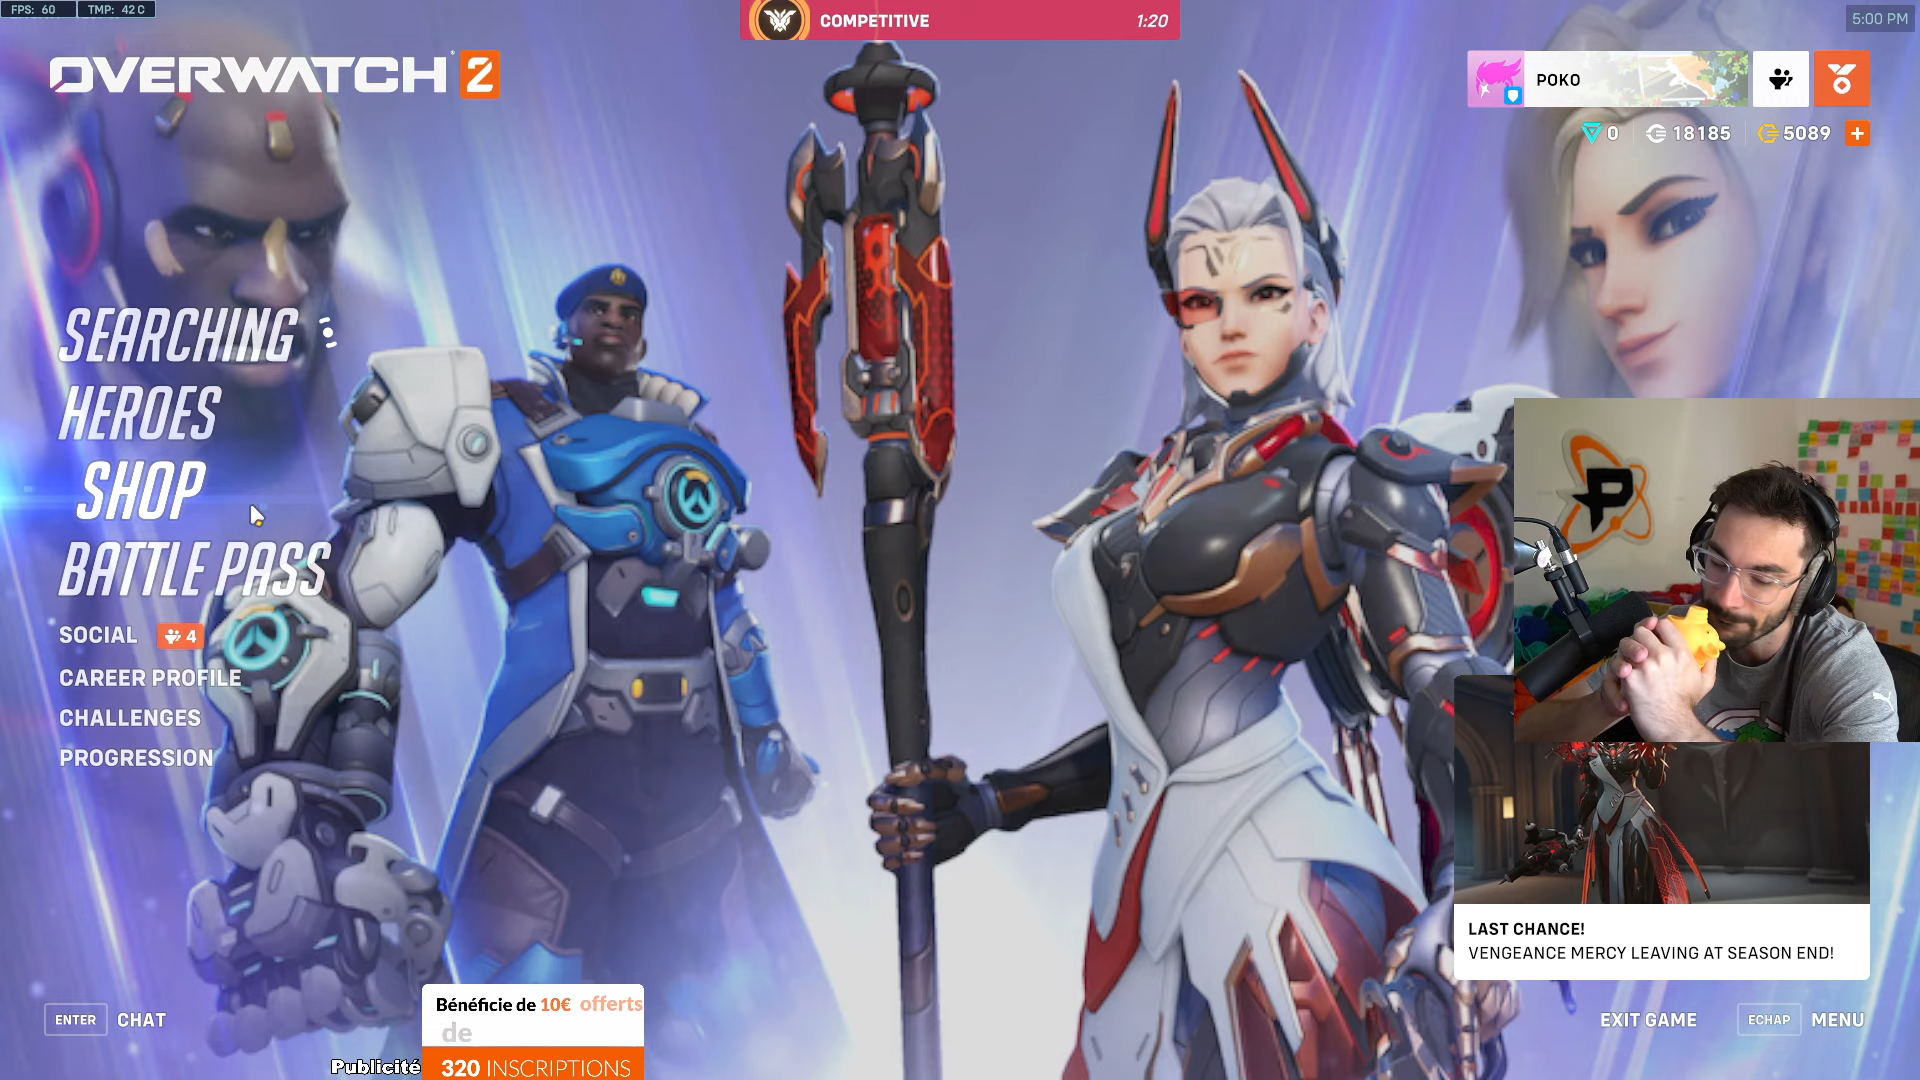 FPS: 60
TMP: 42 C
COMPETITIVE
1:20
5:00 PM
OVERWATCH 2
POKO
0
18185
5089
SEARCHING
HEROES
SHOP
BATTLE PASS
SOCIAL
4
CAREER PROFILE
CHALLENGES
PROGRESSION
P
LAST CHANCE!
VENGEANCE MERCY LEAVING AT SEASON END!
ENTER
CHAT
Bénéficie de 10€ offerts
de
Publicité
320 INSCRIPTIONS
EXIT GAME
ECHAP
MENU